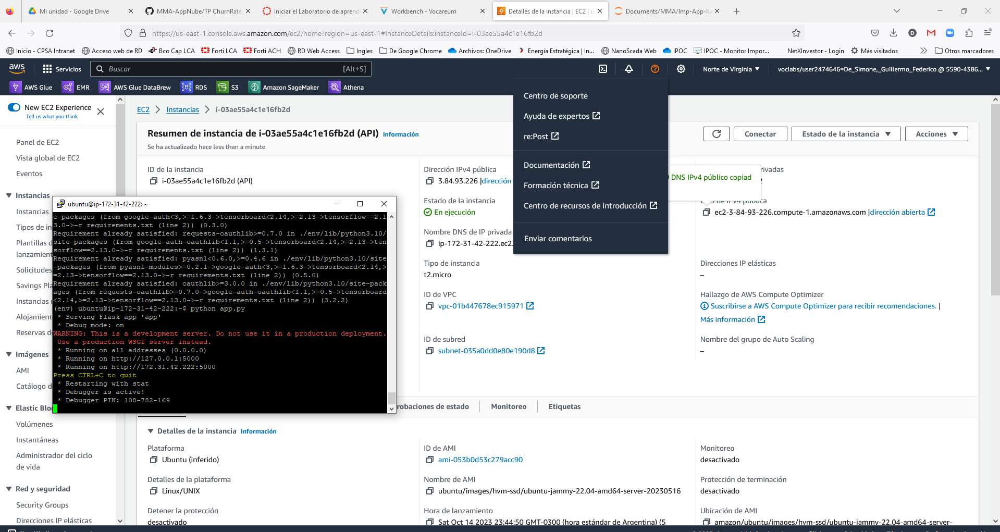 Mi unidad - Google Drive
MMA-AppNube/TP ChurnRate
Iniciar el Laboratorio de aprendi
Workbench - Vocareum
Detalles de la instancia | EC2 | u
Documents/MMA/Imp-App-N
https://us-east-1.console.aws.amazon.com/ec2/home?region=us-east-1#InstanceDetails:instanceId=i-03ae55a4c1e16fb2d
Inicio - CPSA Intranet
Acceso web de RD
Bco Cap LCA
Forti LCA
Forti ACH
RD Web Access
Ingles
De Google Chrome
Archivos: OneDrive
Energía Estratégica | In...
NanoScada Web
IPOC
IPOC - Monitor Impor...
NetXInvestor - Login
Más visitados
Otros marcadores
aws
Servicios
Buscar
[Alt+S]
Norte de Virginia
voclabs/user2474646=De_Simone,_Guillermo_Federico @ 5590-4386...
AWS Glue
EMR
AWS Glue DataBrew
RDS
S3
Amazon SageMaker
Athena
Centro de soporte
Ayuda de expertos
re:Post
Documentación
Formación técnica
Centro de recursos de introducción
Enviar comentarios
New EC2 Experience
Tell us what you think
Panel de EC2
Vista global de EC2
Eventos
Instancias
Instancias
Tipos de in
Plantillas d
lanzamient
Solicitudes
Savings Pla
Instancias
Alojamient
Reservas d
Imágenes
AMI
Catálogo d
Elastic Bloc
Volúmenes
Instantáneas
Administrador del ciclo
de vida
Red y seguridad
Security Groups
Direcciones IP elásticas
EC2
Instancias
i-03ae55a4c1e16fb2d
Resumen de instancia de i-03ae55a4c1e16fb2d (API)
Información
Se ha actualizado hace less than a minute
Conectar
Estado de la instancia
Acciones
ID de la instancia
i-03ae55a4c1e16fb2d (API)
Dirección IPv4 pública
3.84.93.226 |dirección
rivadas
2
DNS IPv4 público copiad
Estado de la instancia
En ejecución
DNS de IPv4 pública
ec2-3-84-93-226.compute-1.amazonaws.com |dirección abierta
Nombre DNS de IP privada
ip-172-31-42-222.ec2.
Tipo de instancia
t2.micro
Direcciones IP elásticas
–
ID de VPC
vpc-01b447678ec915971
Hallazgo de AWS Compute Optimizer
Suscribirse a AWS Compute Optimizer para recibir recomendaciones. |
Más información
ID de subred
subnet-035a0dd0e80e190d8
Nombre del grupo de Auto Scaling
–
ubuntu@ip-172-31-42-222: ~
e-packages (from google-auth<3,>=1.6.3->tensorboard<2.14,>=2.13->tensorflow==2.1
3.0->-r requirements.txt (line 2)) (0.3.0)
Requirement already satisfied: requests-oauthlib>=0.7.0 in ./env/lib/python3.10/
site-packages (from google-auth-oauthlib<1.1,>=0.5->tensorboard<2.14,>=2.13->ten
sorflow==2.13.0->-r requirements.txt (line 2)) (1.3.1)
Requirement already satisfied: pyasn1<0.6.0,>=0.4.6 in ./env/lib/python3.10/site
-packages (from pyasn1-modules>=0.2.1->google-auth<3,>=1.6.3->tensorboard<2.14,>
=2.13->tensorflow==2.13.0->-r requirements.txt (line 2)) (0.5.0)
Requirement already satisfied: oauthlib>=3.0.0 in ./env/lib/python3.10/site-pack
ages (from requests-oauthlib>=0.7.0->google-auth-oauthlib<1.1,>=0.5->tensorboard
<2.14,>=2.13->tensorflow==2.13.0->-r requirements.txt (line 2)) (3.2.2)
(env) ubuntu@ip-172-31-42-222:~$ python app.py
* Serving Flask app 'app'
* Debug mode: on
WARNING: This is a development server. Do not use it in a production deployment.
Use a production WSGI server instead.
* Running on all addresses (0.0.0.0)
* Running on http://127.0.0.1:5000
* Running on http://172.31.42.222:5000
Press CTRL+C to quit
* Restarting with stat
* Debugger is active!
* Debugger PIN: 108-782-169
robaciones de estado
Monitoreo
Etiquetas
Detalles de la instancia
Información
Plataforma
Ubuntu (inferido)
ID de AMI
ami-053b0d53c279acc90
Monitoreo
desactivado
Detalles de la plataforma
Linux/UNIX
Nombre de AMI
ubuntu/images/hvm-ssd/ubuntu-jammy-22.04-amd64-server-20230516
Protección de terminación
desactivado
Detener la protección
desactivado
Hora de lanzamiento
Sat Oct 14 2023 23:44:50 GMT-0300 (hora estándar de Argentina) (5
Ubicación de AMI
amazon/ubuntu/images/hvm-ssd/ubuntu-jammy-22.04-amd64-server-